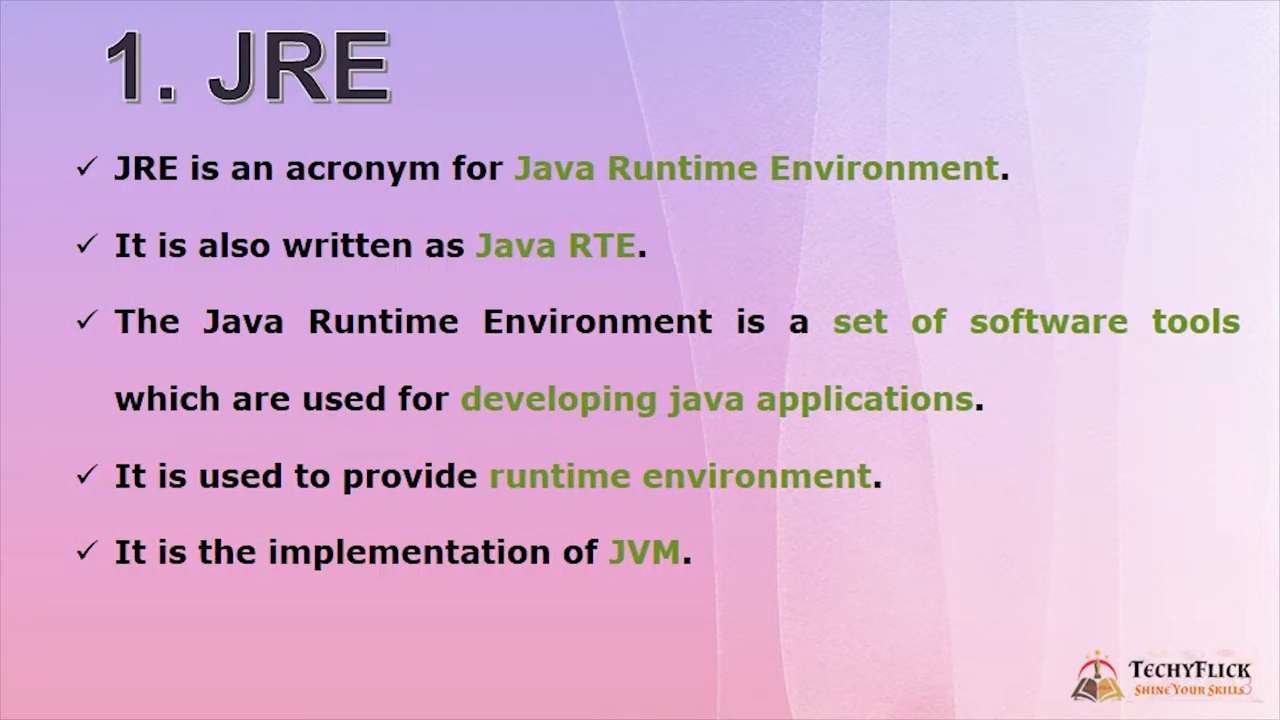 1. JRE
✓ JRE is an acronym for Java Runtime Environment.
✓ It is also written as Java RTE.
✓ The Java Runtime Environment is a set of software tools
which are used for developing java applications.
✓ It is used to provide runtime environment.
✓ It is the implementation of JVM.
TECHYFLICK
SHINE YOUR SKILLS
3